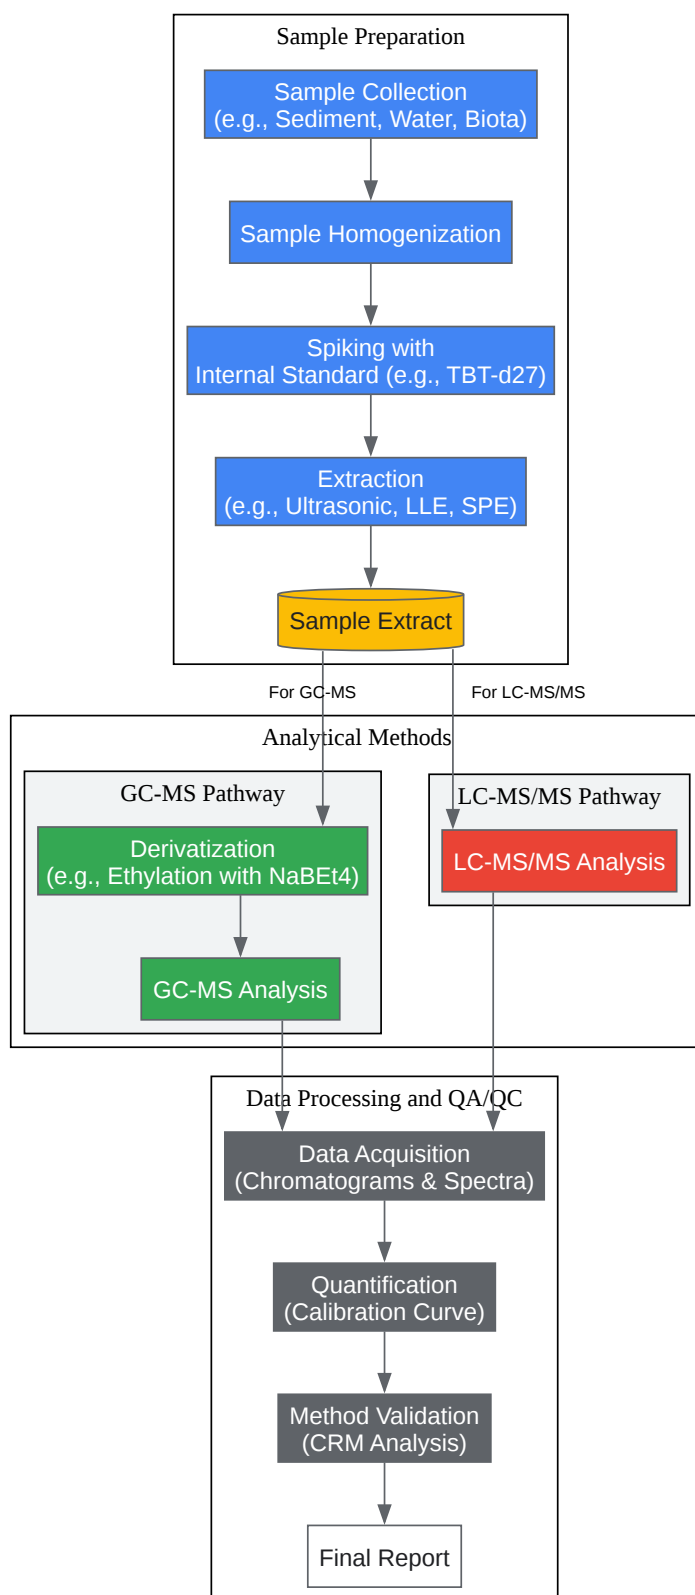 Sample Preparation
Sample Collection
(e.g., Sediment, Water, Biota)
Sample Homogenization
Spiking with
Internal Standard (e.g., TBT-d27)
Extraction
(e.g., Ultrasonic, LLE, SPE)
Sample Extract
For GC-MS
For LC-MS/MS
Analytical Methods
GC-MS Pathway
LC-MS/MS Pathway
Derivatization
(e.g., Ethylation with NaBEt4)
LC-MS/MS Analysis
GC-MS Analysis
Data Processing and QA/QC
Data Acquisition
(Chromatograms & Spectra)
Quantification
(Calibration Curve)
Method Validation
(CRM Analysis)
Final Report